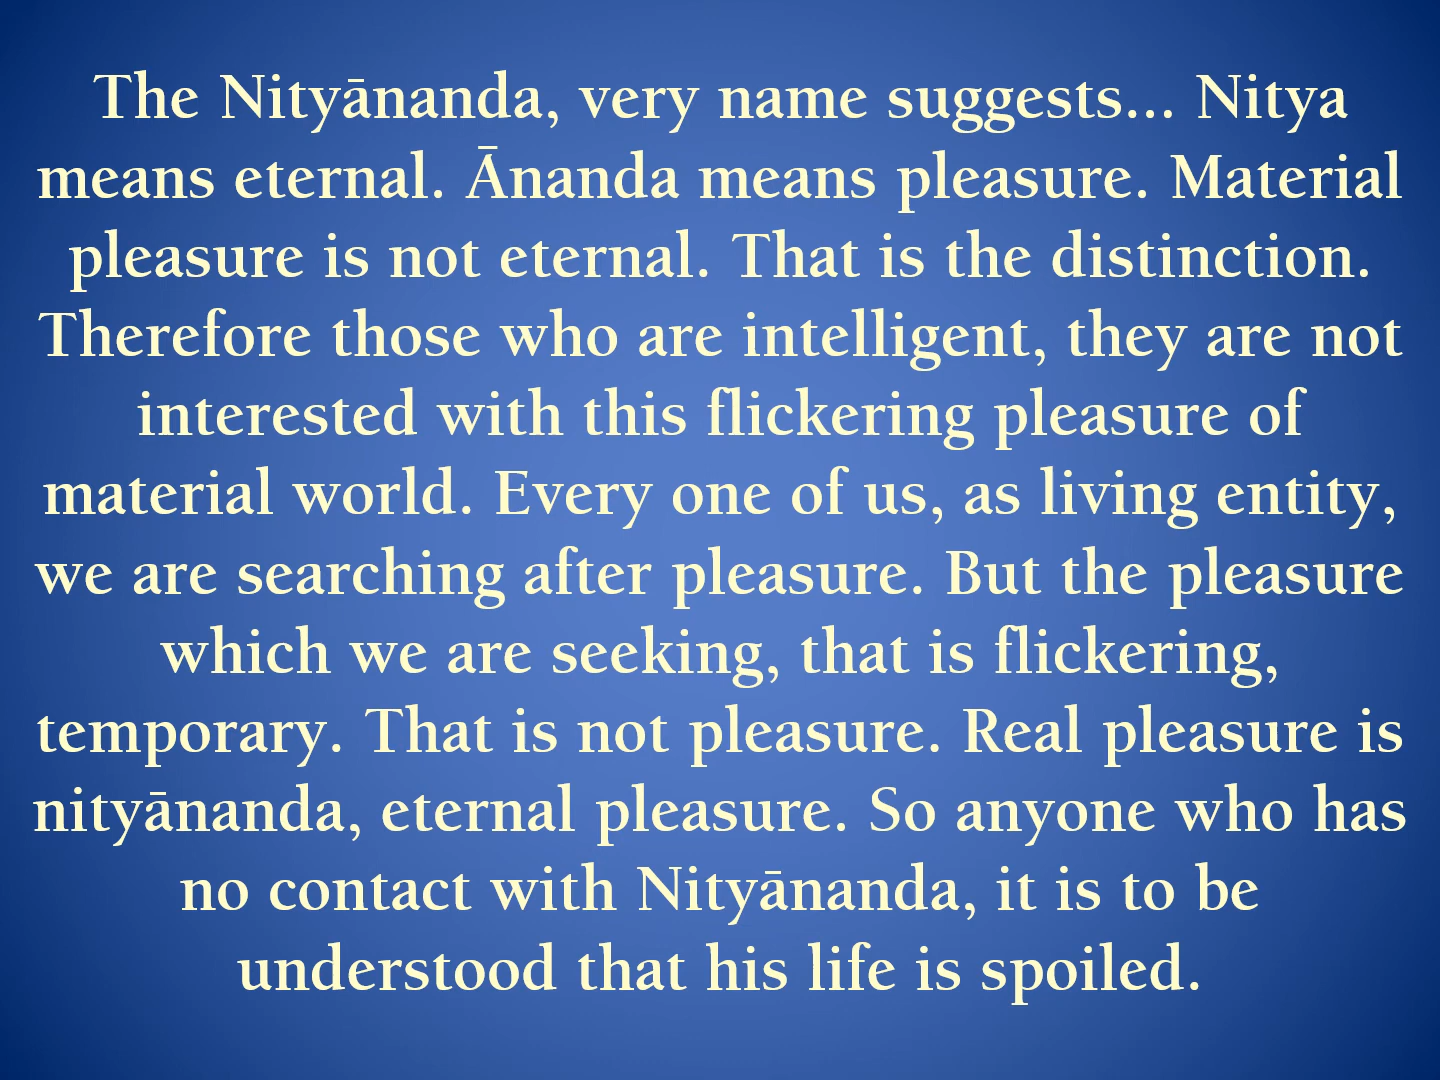 The Nityānanda, very name suggests... Nitya
means eternal. Ānanda means pleasure. Material
pleasure is not eternal. That is the distinction.
Therefore those who are intelligent, they are not
interested with this flickering pleasure of
material world. Every one of us, as living entity,
we are searching after pleasure. But the pleasure
which we are seeking, that is flickering,
temporary. That is not pleasure. Real pleasure is
nityānanda, eternal pleasure. So anyone who has
no contact with Nityānanda, it is to be
understood that his life is spoiled.